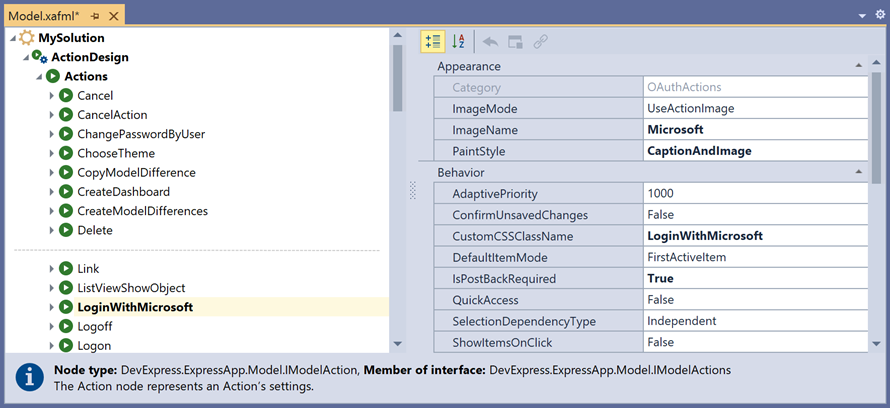 Model.xafml*
MySolution
ActionDesign
Actions
Cancel
CancelAction
ChangePasswordByUser
ChooseTheme
CopyModelDifference
CreateDashboard
CreateModelDifferences
Delete
Link
ListViewShowObject
LoginWithMicrosoft
Logoff
Logon
Appearance
Category OAuthActions
ImageMode UseActionImage
ImageName Microsoft
PaintStyle CaptionAndImage
Behavior
AdaptivePriority 1000
ConfirmUnsavedChanges False
CustomCSSClassName LoginWithMicrosoft
DefaultItemMode FirstActiveItem
IsPostBackRequired True
QuickAccess False
SelectionDependencyType Independent
ShowItemsOnClick False
Node type: DevExpress.ExpressApp.Model.IModelAction, Member of interface: DevExpress.ExpressApp.Model.IModelActions
The Action node represents an Action's settings.